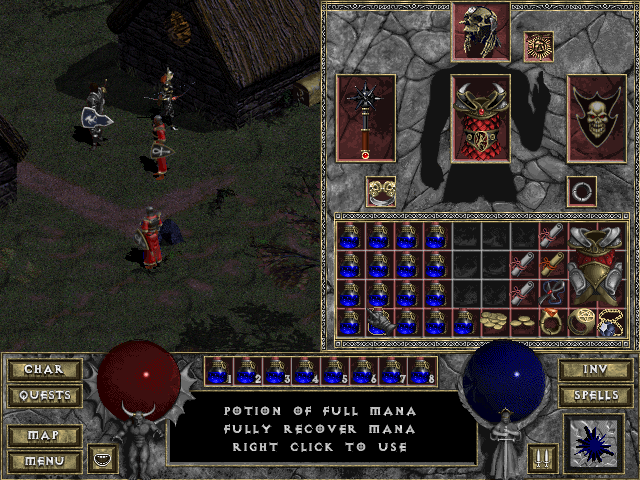 CHAR
QUESTS
MAP
MENU
1 2 3 4 5 6 7 8
POTION OF FULL MANA
FULLY RECOVER MANA
RIGHT CLICK TO USE
INV
SPELLS